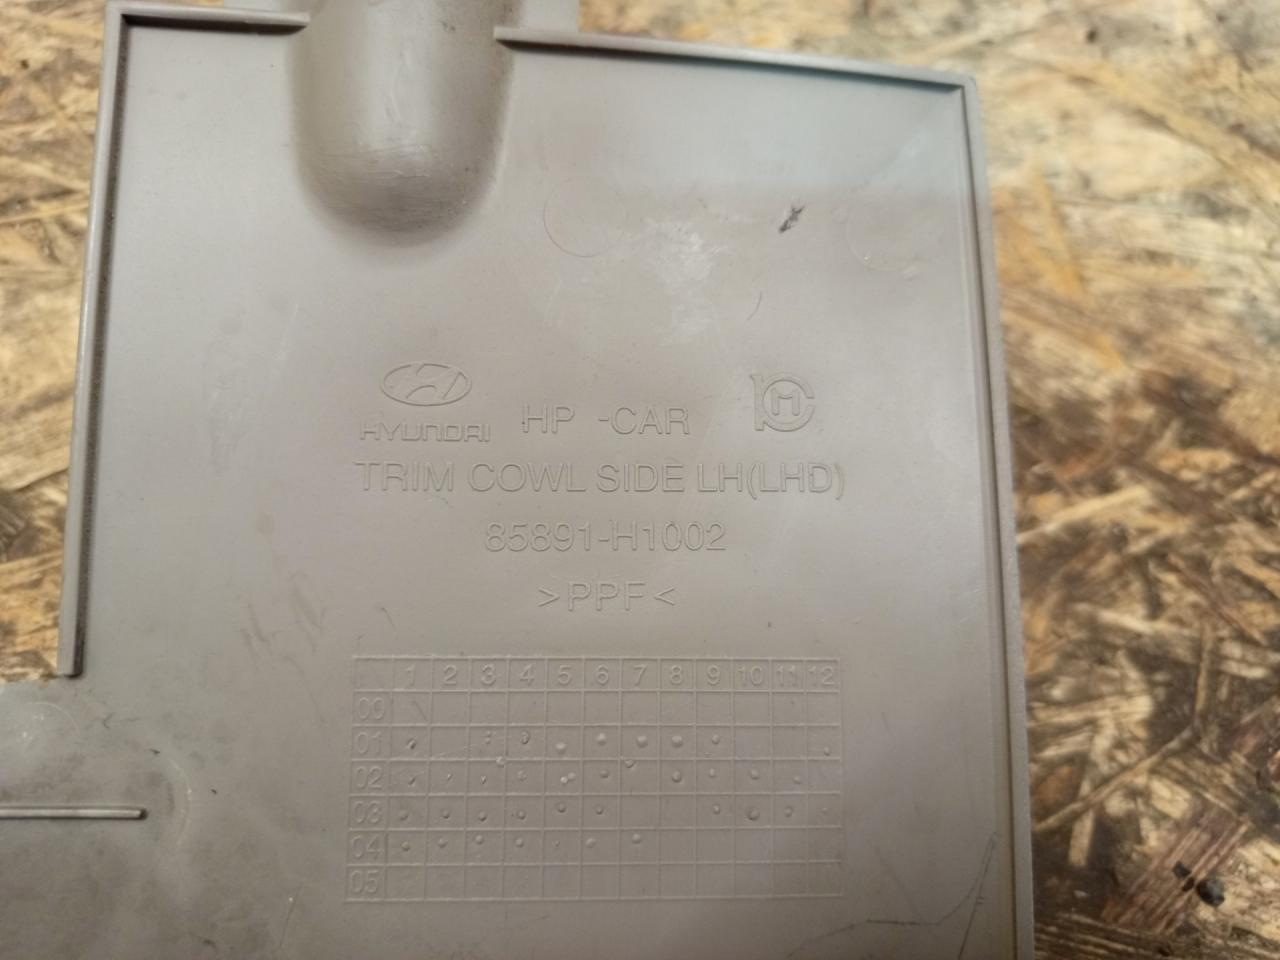 HYUNDAI HP -CAR
TRIM COWL SIDE LH(LHD)
85891-H1002
>PPF<
1 2 3 4 5 6 7 8 9 10 11 12
00
01
02
03
04
05